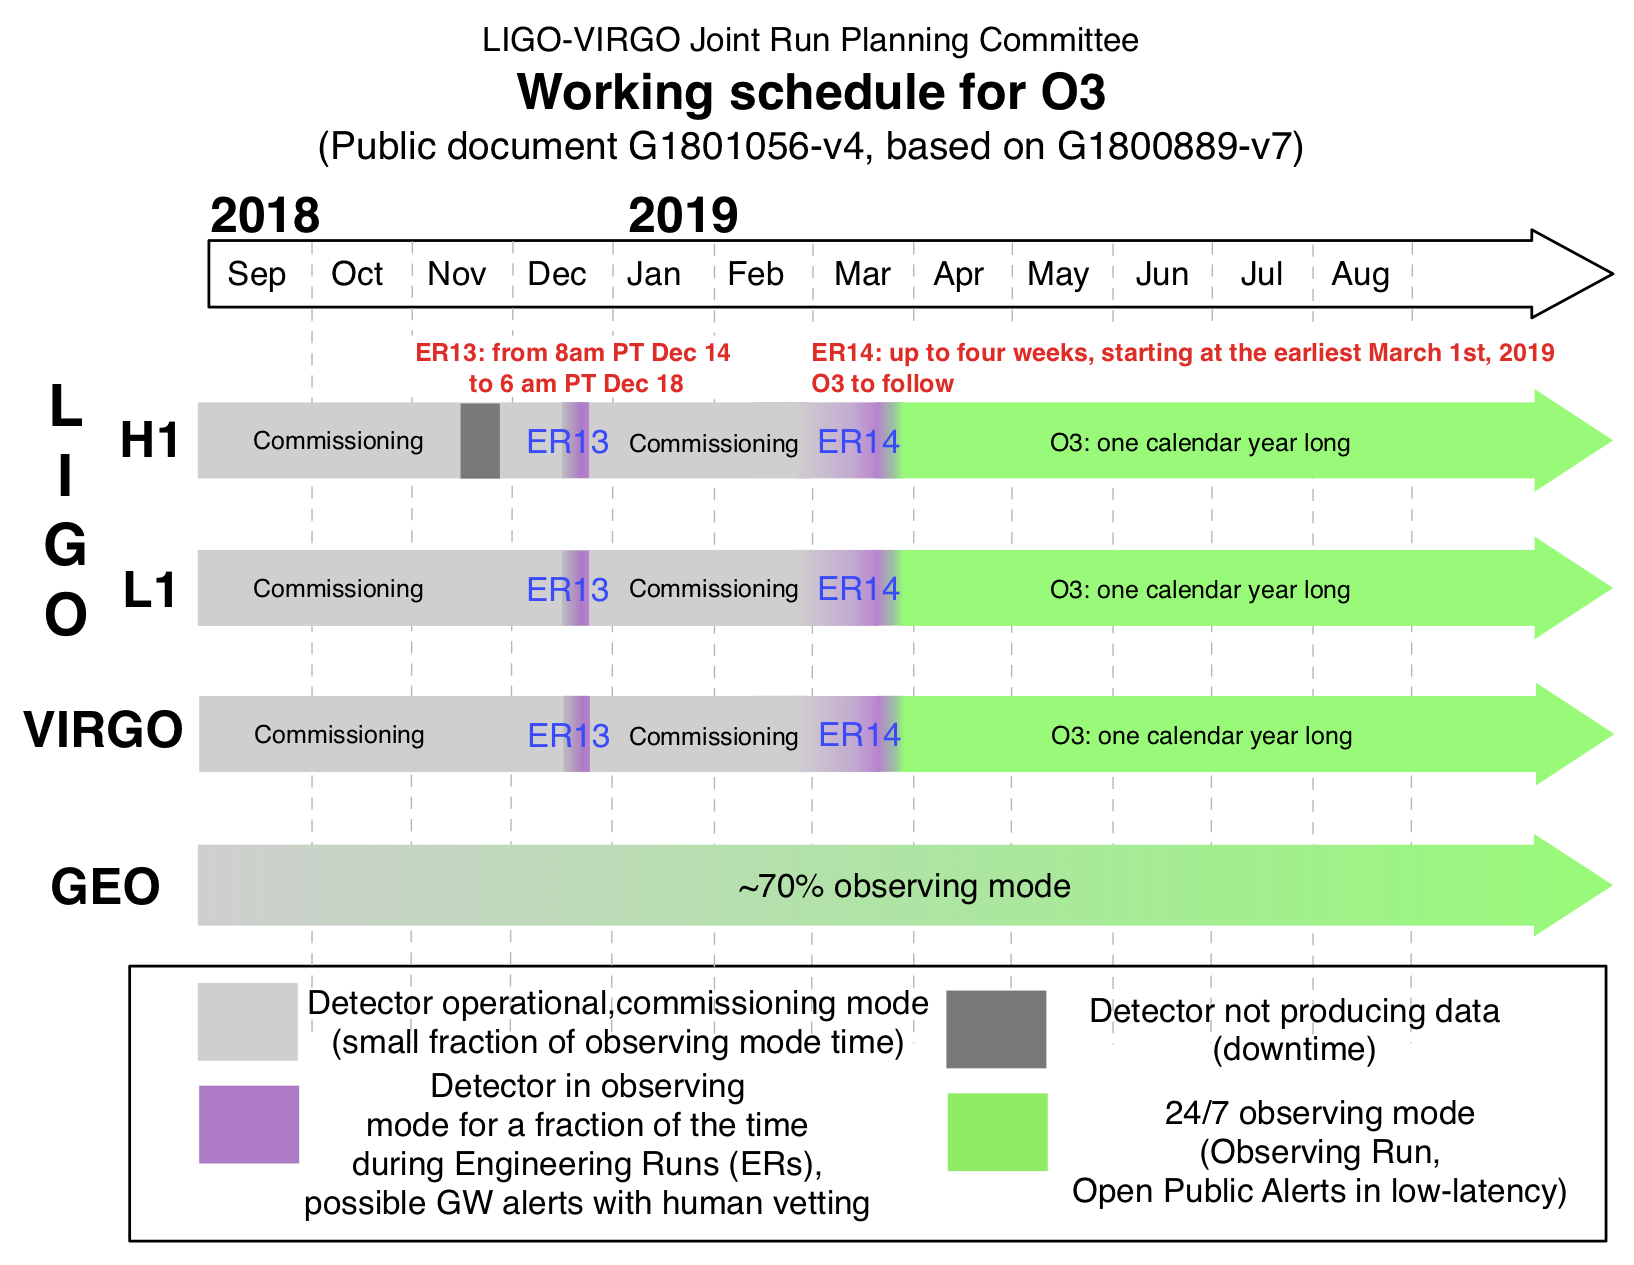 LIGO-VIRGO Joint Run Planning Committee
Working schedule for O3
(Public document G1801056-v4, based on G1800889-v7)
2018 2019
Sep Oct Nov Dec Jan Feb Mar Apr May Jun Jul Aug
ER13: from 8am PT Dec 14
to 6 am PT Dec 18
ER14: up to four weeks, starting at the earliest March 1st, 2019
O3 to follow
LIGO
H1 Commissioning ER13 Commissioning ER14 O3: one calendar year long
L1 Commissioning ER13 Commissioning ER14 O3: one calendar year long
VIRGO Commissioning ER13 Commissioning ER14 O3: one calendar year long
GEO ~70% observing mode
Detector operational,commissioning mode
(small fraction of observing mode time)
Detector in observing
mode for a fraction of the time
during Engineering Runs (ERs),
possible GW alerts with human vetting
Detector not producing data
(downtime)
24/7 observing mode
(Observing Run,
Open Public Alerts in low-latency)